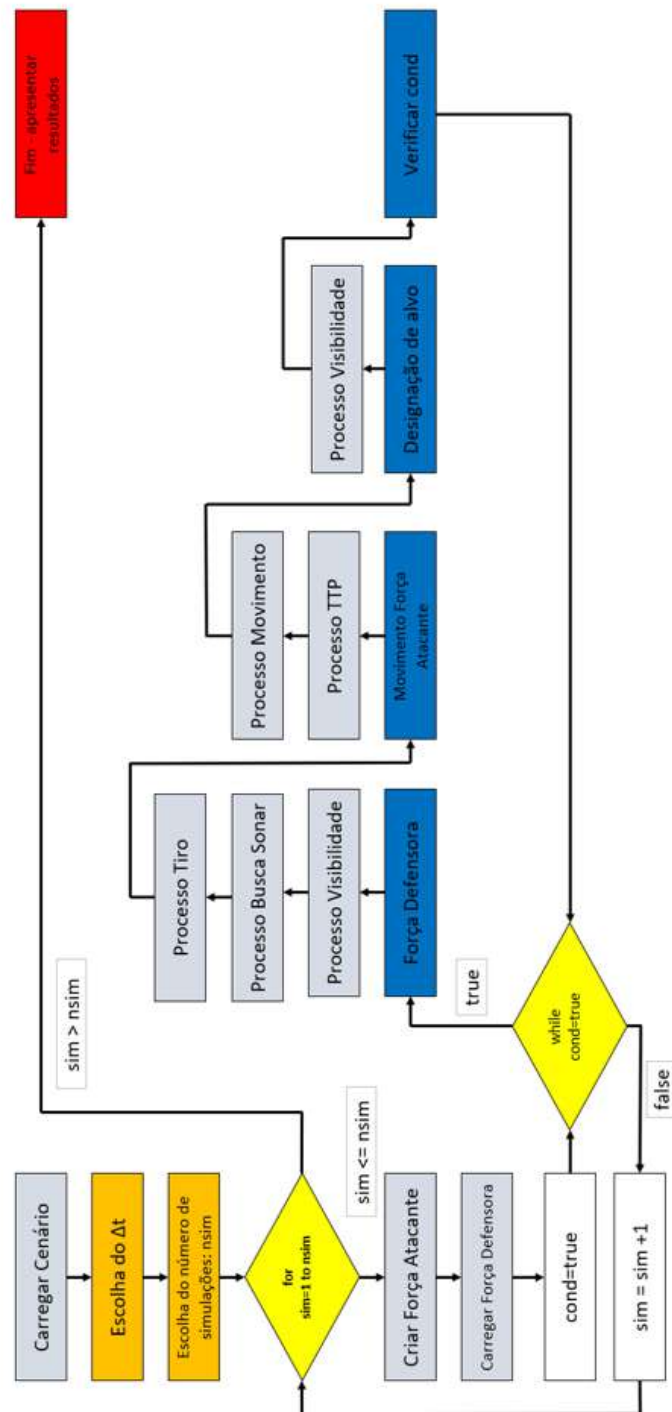 Carregar Cenário
Escolha do Δt
Escolha do número de
simulações: nsim
for
sim=1 to nsim
sim > nsim
Fim - apresentar
resultados
sim <= nsim
Criar Força Atacante
Carregar Força Defensora
cond=true
sim = sim +1
while
cond=true
true
false
Força Defensora
Processo Visibilidade
Processo Busca Sonar
Processo Tiro
Movimento Força
Atacante
Processo TTP
Processo Movimento
Designação de alvo
Processo Visibilidade
Verificar cond